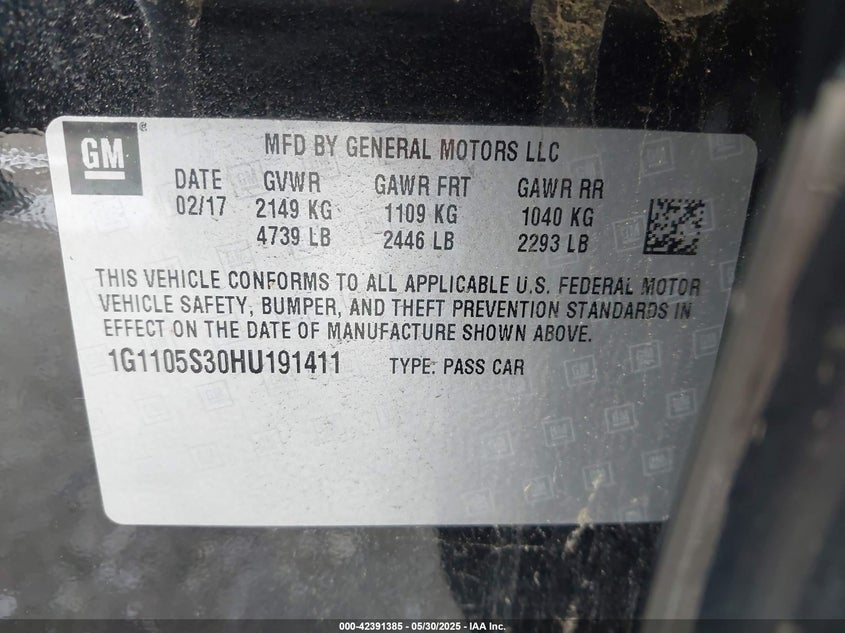 GM ®
MFD BY GENERAL MOTORS LLC
DATE GVWR GAWR FRT GAWR RR
02/17 2149 KG 1109 KG 1040 KG
4739 LB 2446 LB 2293 LB
THIS VEHICLE CONFORMS TO ALL APPLICABLE U.S. FEDERAL MOTOR
VEHICLE SAFETY, BUMPER, AND THEFT PREVENTION STANDARDS IN
EFFECT ON THE DATE OF MANUFACTURE SHOWN ABOVE.
1G1105S30HU191411 TYPE: PASS CAR
000-42391385 - 05/30/2025 - IAA Inc.